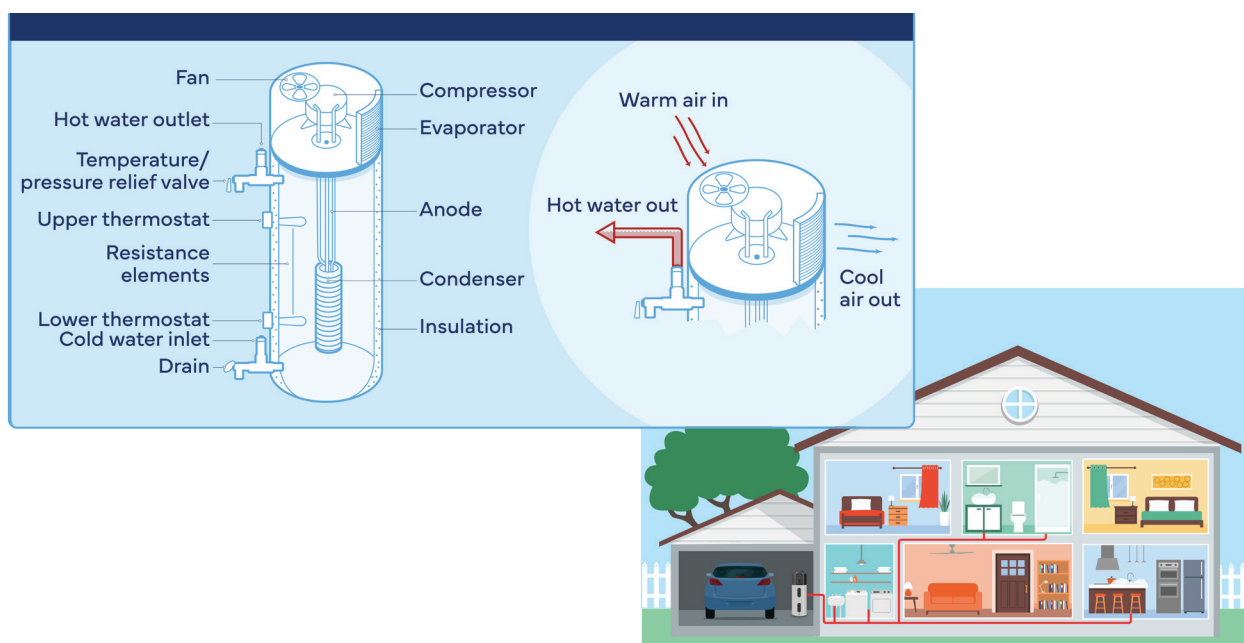 Fan
Hot water outlet
Temperature/
pressure relief valve
Upper thermostat
Resistance
elements
Lower thermostat
Cold water inlet
Drain
Compressor
Evaporator
Anode
Condenser
Insulation
Warm air in
Hot water out
Cool
air out